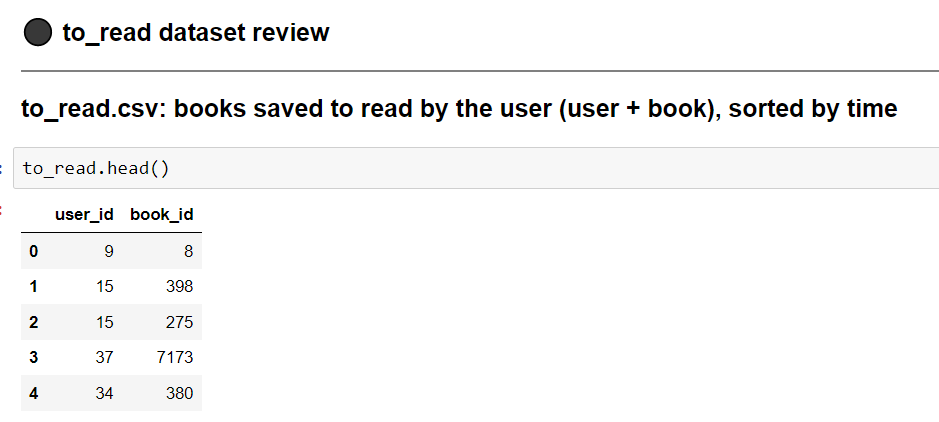 to_read dataset review
to_read.csv: books saved to read by the user (user + book), sorted by time
to_read.head()
user_id book_id
0 9 8
1 15 398
2 15 275
3 37 7173
4 34 380